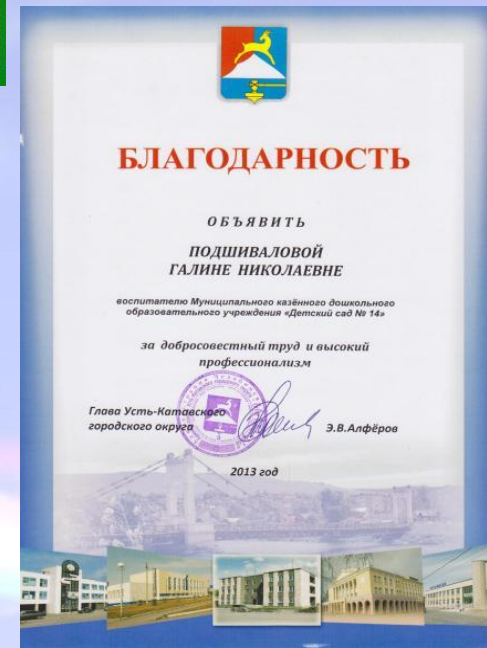 БЛАГОДАРНОСТЬ
ОБЪЯВИТЬ
ПОДШИВАЛОВОЙ
ГАЛИНЕ НИКОЛАЕВНЕ
воспитателю Муниципального казённого дошкольного
образовательного учреждения «Детский сад № 14»
за добросовестный труд и высокий
профессионализм
Глава Усть-Катавского
городского округа
Э.В.Алфёров
2013 год